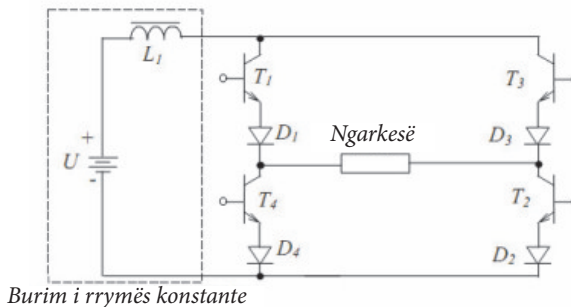 L1
T1
T3
+
D1
Ngarkesë
D3
U
-
T4
T2
D4
D2
Burim i rrymës konstante